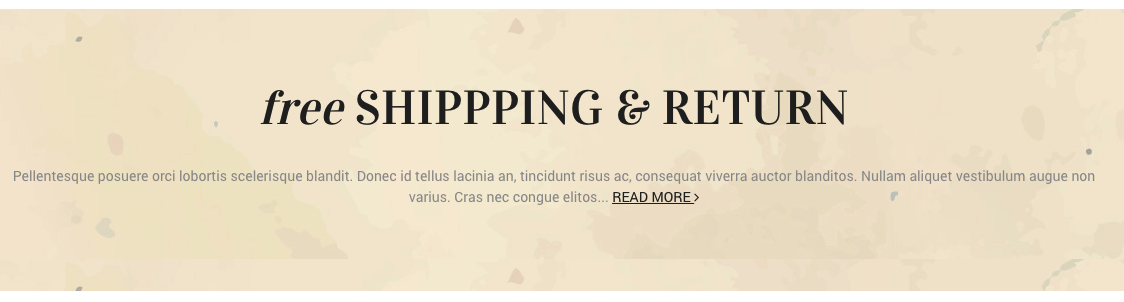 free SHIPPPING & RETURN
Pellentesque posuere orci lobortis scelerisque blandit. Donec id tellus lacinia an, tincidunt risus ac, consequat viverra auctor blanditos. Nullam aliquet vestibulum augue non
varius. Cras nec congue elitos... READ MORE >